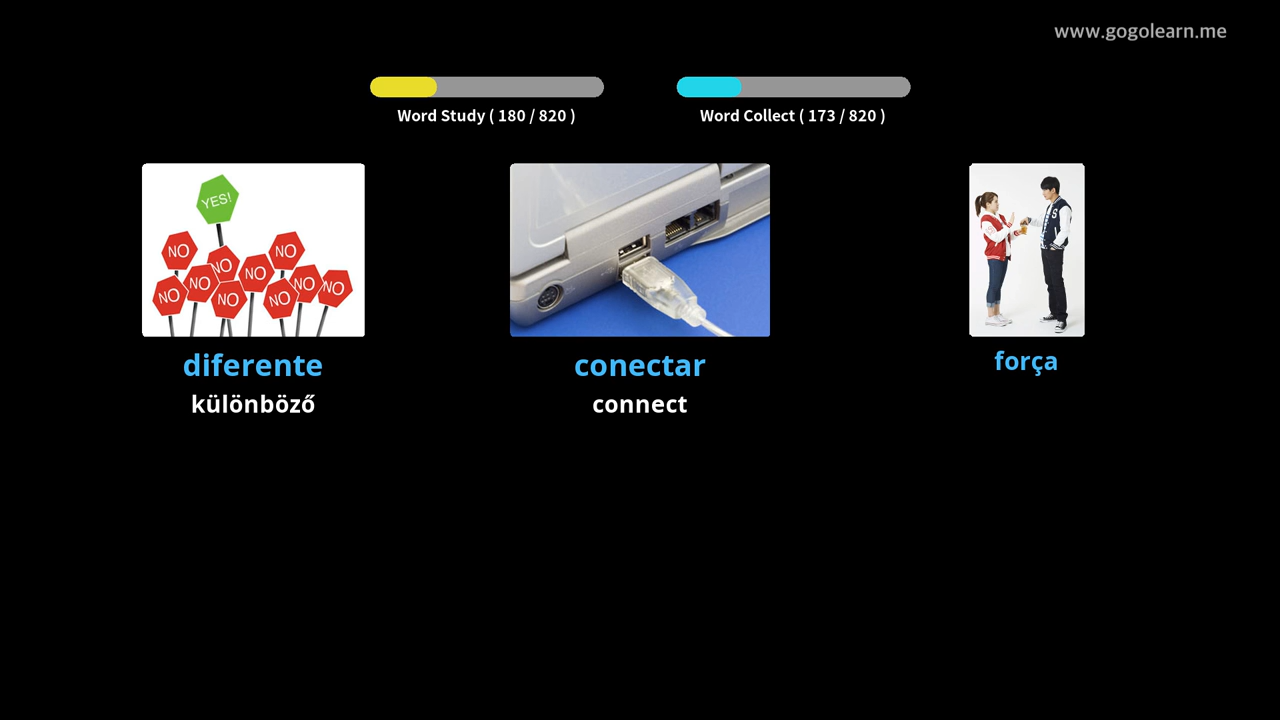 www.gogolearn.me
Word Study ( 180 / 820 )
Word Collect ( 173 / 820 )
YES!
NO
NO
NO
NO
NO
NO
NO
NO
NO
NO
S
diferente
conectar
força
különböző
connect